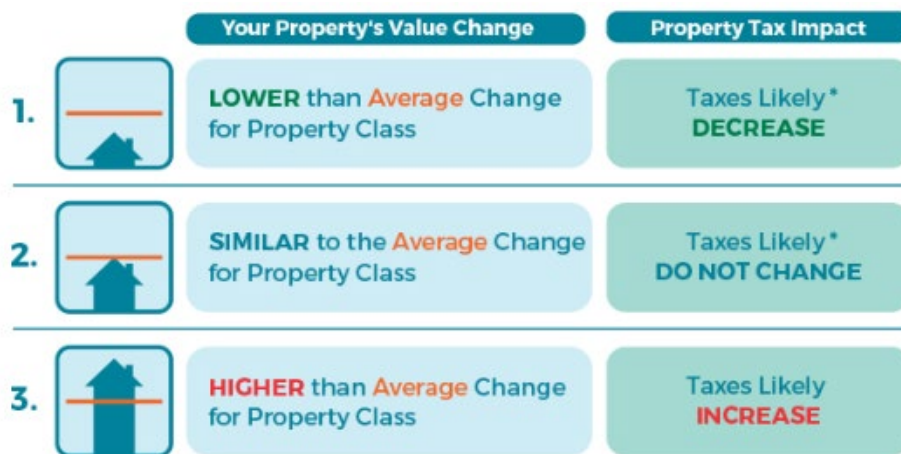 Your Property's Value Change
Property Tax Impact
1.
LOWER than Average Change
for Property Class
Taxes Likely*
DECREASE
2.
SIMILAR to the Average Change
for Property Class
Taxes Likely*
DO NOT CHANGE
3.
HIGHER than Average Change
for Property Class
Taxes Likely
INCREASE